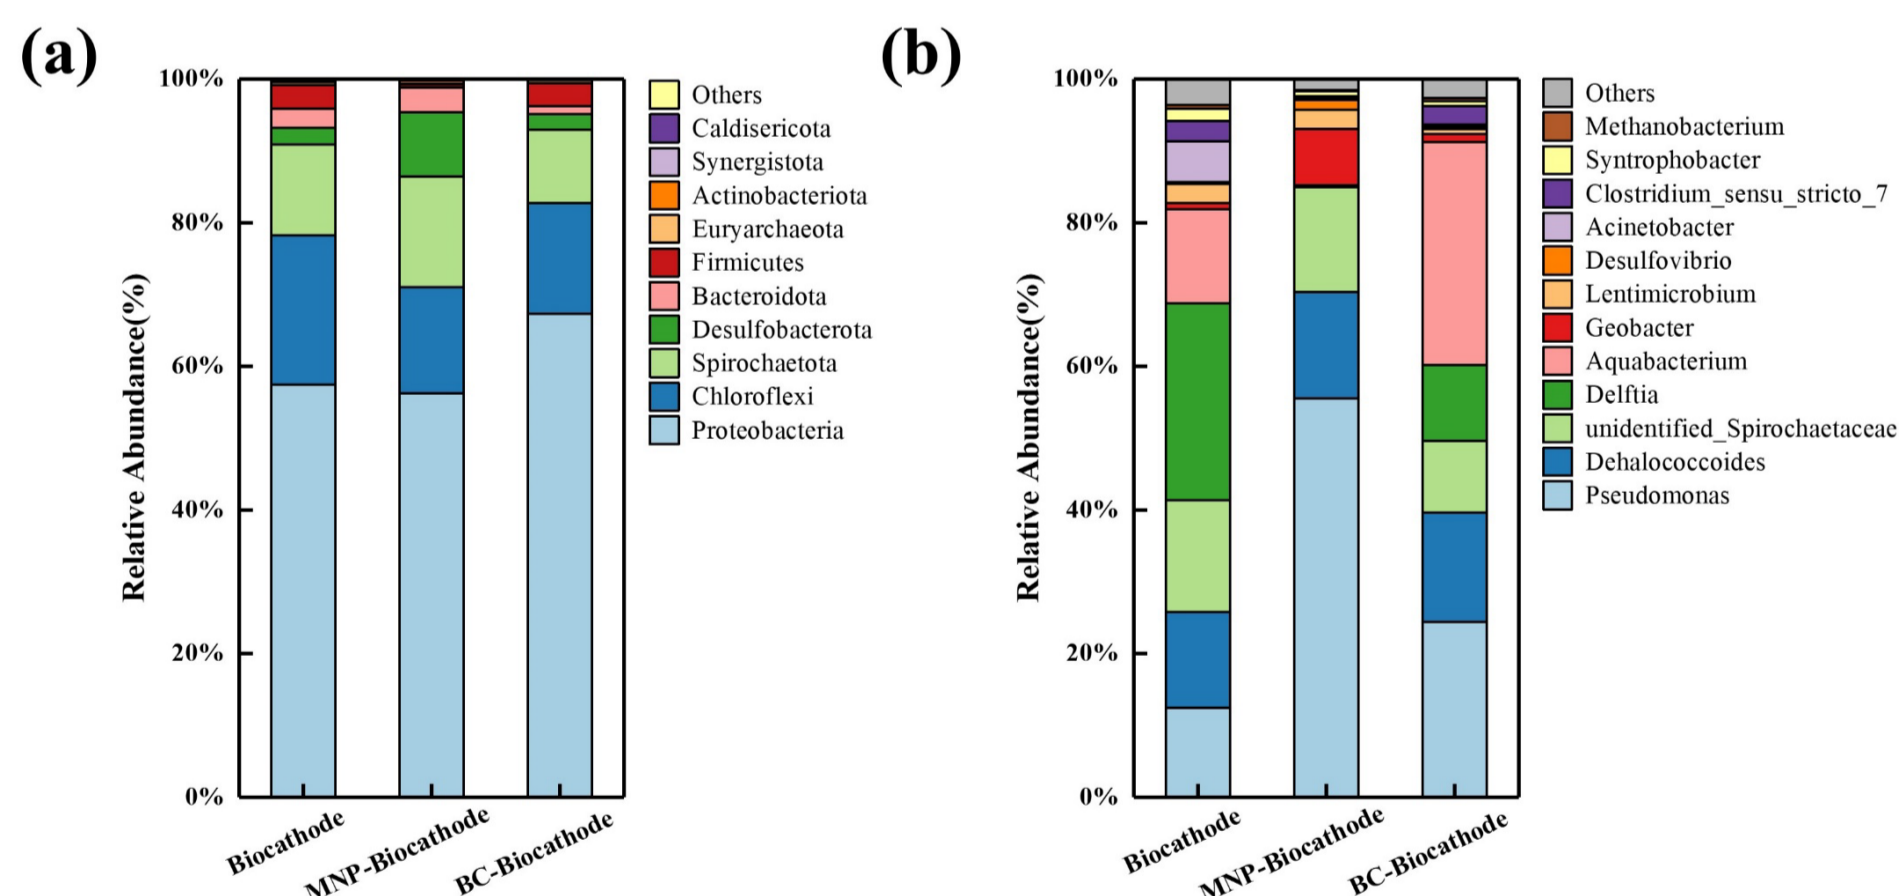 (a)
Relative Abundance(%)
100%
80%
60%
40%
20%
0%
Biocathode
MNP-Biocathode
BC-Biocathode
Others
Caldisericota
Synergistota
Actinobacteriota
Euryarchaeota
Firmicutes
Bacteroidota
Desulfobacterota
Spirochaetota
Chloroflexi
Proteobacteria
(b)
Relative Abundance(%)
100%
80%
60%
40%
20%
0%
Biocathode
MNP-Biocathode
BC-Biocathode
Others
Methanobacterium
Syntrophobacter
Clostridium_sensu_stricto_7
Acinetobacter
Desulfovibrio
Lentimicrobium
Geobacter
Aquabacterium
Delftia
unidentified_Spirochaetaceae
Dehalococcoides
Pseudomonas